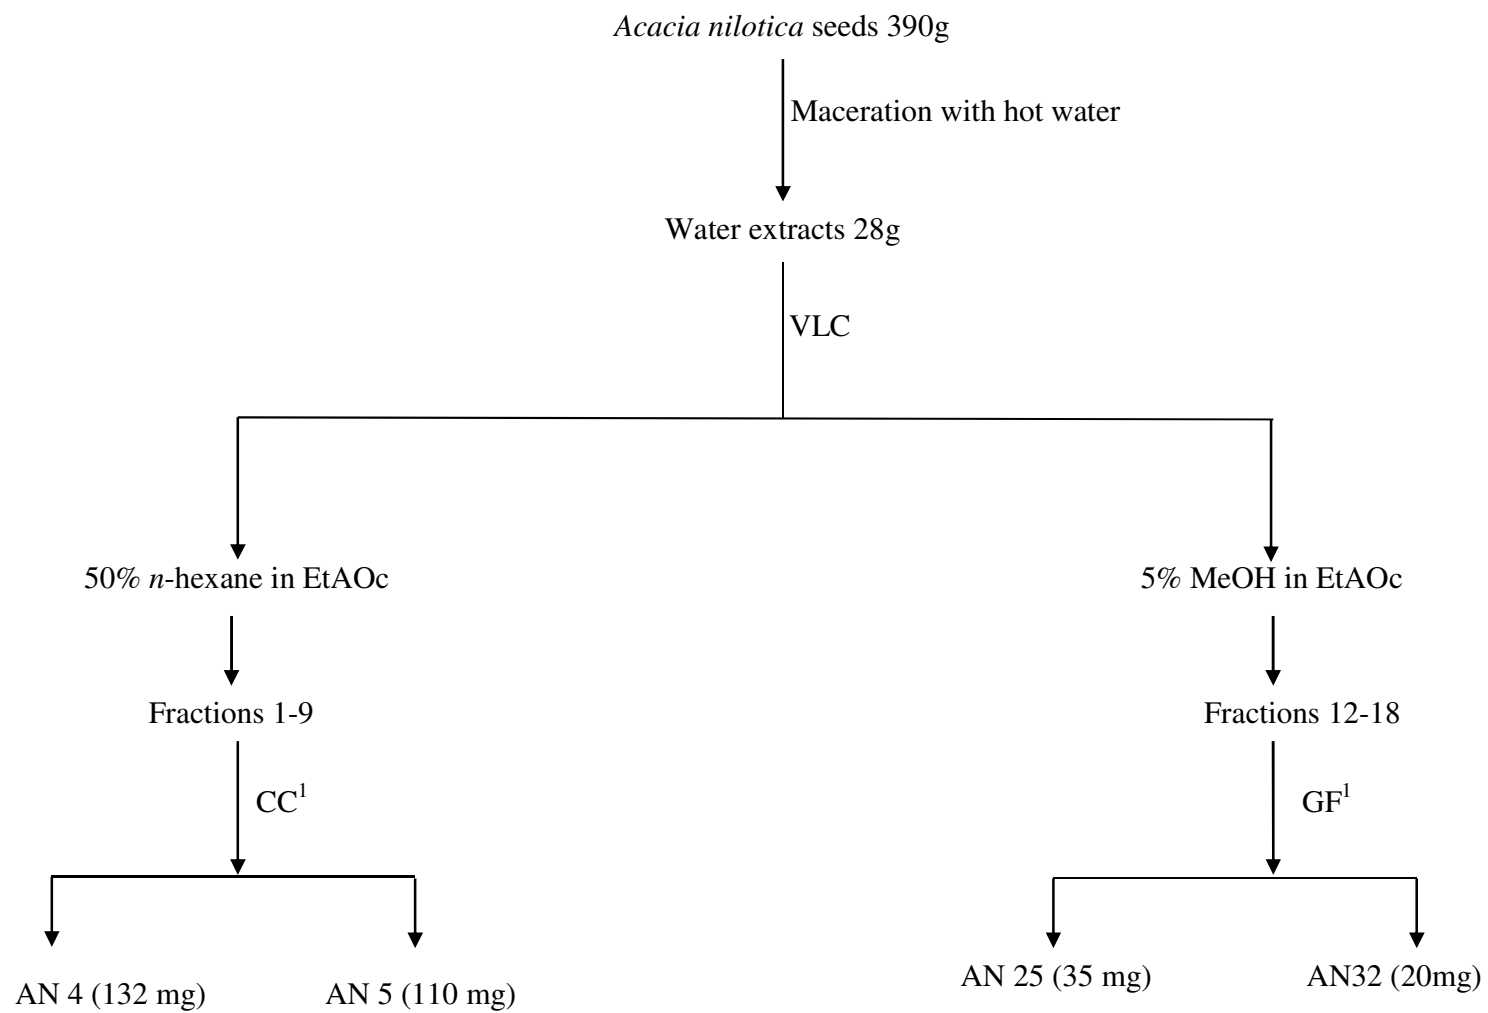 Acacia nilotica seeds 390g
Maceration with hot water
Water extracts 28g
VLC
50% n-hexane in EtAOc
5% MeOH in EtAOc
Fractions 1-9
Fractions 12-18
CC¹
GF¹
AN 4 (132 mg)
AN 5 (110 mg)
AN 25 (35 mg)
AN32 (20mg)